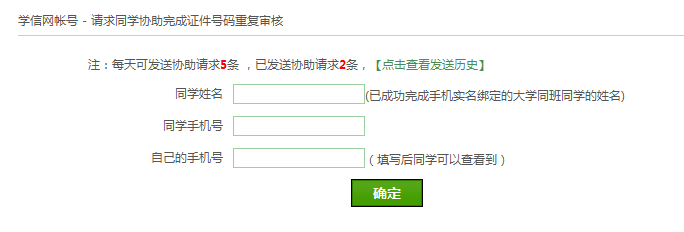 学信网帐号 - 请求同学协助完成证件号码重复审核
注：每天可发送协助请求5条 ，已发送协助请求2条，【点击查看发送历史】
同学姓名 (已成功完成手机实名绑定的大学同班同学的姓名)
同学手机号
自己的手机号 （填写后同学可以查看到）
确定